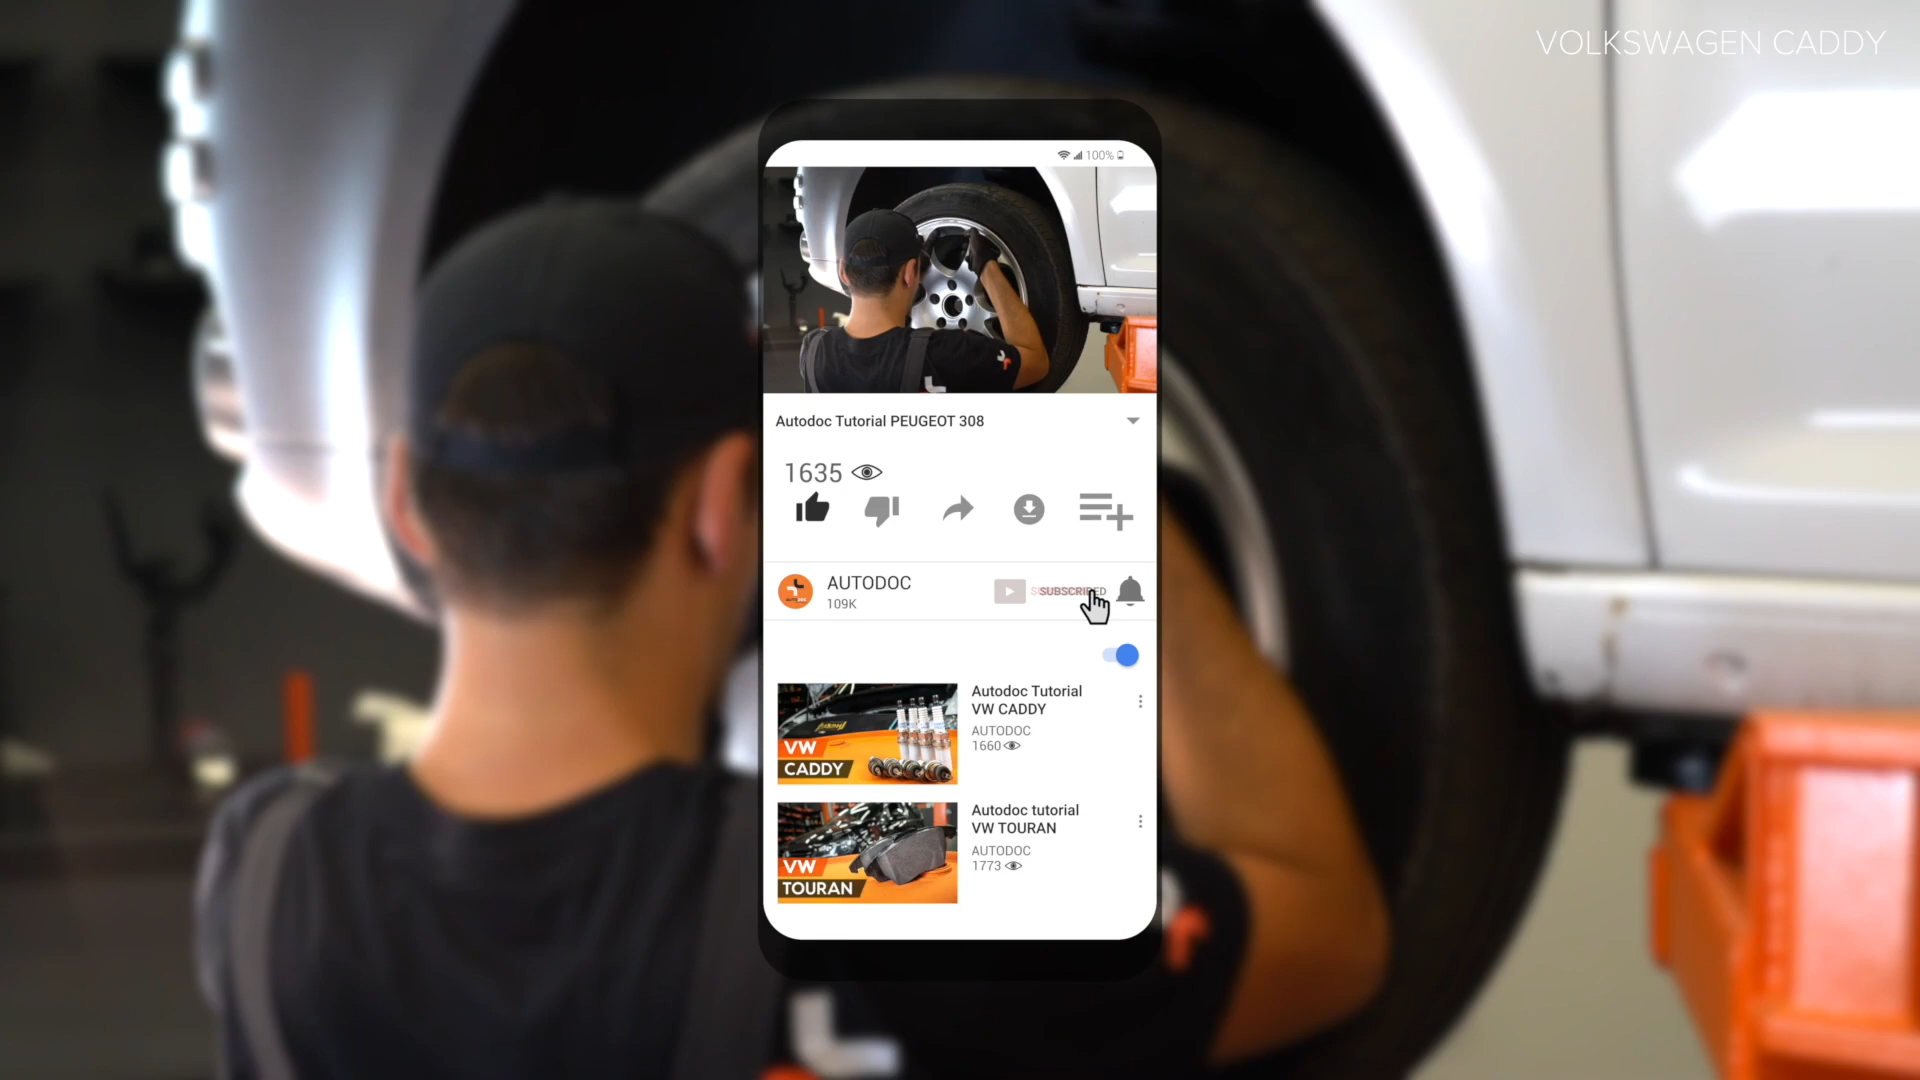 VOLKSWAGEN CADDY
100%
Autodoc Tutorial PEUGEOT 308
1635
AUTODOC
109K
SUBSCRIBED
Autodoc Tutorial
VW CADDY
AUTODOC
1660
VW
CADDY
Autodoc tutorial
VW TOURAN
AUTODOC
1773
VW
TOURAN